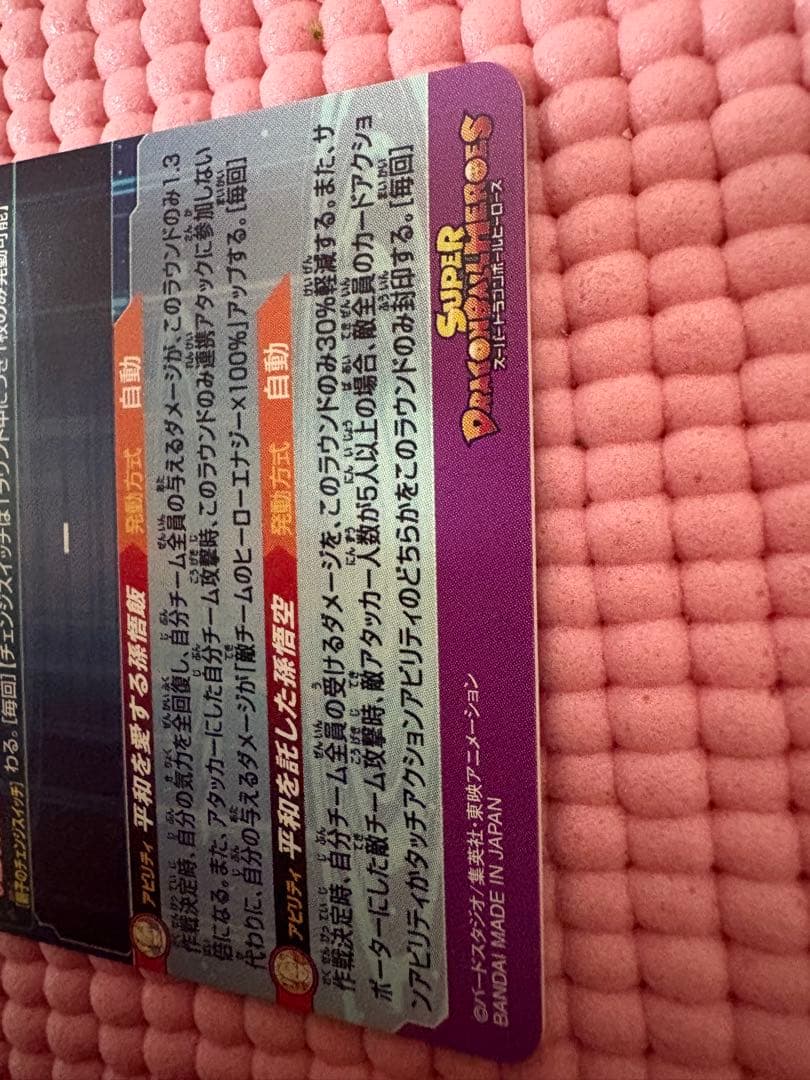 わる。[毎回][チェンジスイッチは1ラウンド中につき1枚のみ発動可能]
親子のチェンジスイッチ
アビリティ 平和を愛する孫悟飯 発動方式 自動
作戦決定時、自分の気力を全回復し、自分チーム全員の与えるダメージが、このラウンドのみ1.3
倍になる。また、アタッカーにした自分チーム攻撃時、このラウンドのみ連携アタックに参加しない
代わりに、自分の与えるダメージが「敵チームのヒーローエナジー×100%」アップする。[毎回]
アビリティ 平和を託した孫悟空 発動方式 自動
作戦決定時、自分チーム全員の受けるダメージを、このラウンドのみ30%軽減する。また、サ
ポーターにした敵チーム攻撃時、敵アタッカー人数が5人以上の場合、敵全員のカードアクショ
ンアビリティかタッチアクションアビリティのどちらかをこのラウンドのみ封印する。[毎回]
SUPER
DRAGONBALL HEROES
スーパードラゴンボールヒーローズ
©バードスタジオ/集英社・東映アニメーション
BANDAI MADE IN JAPAN